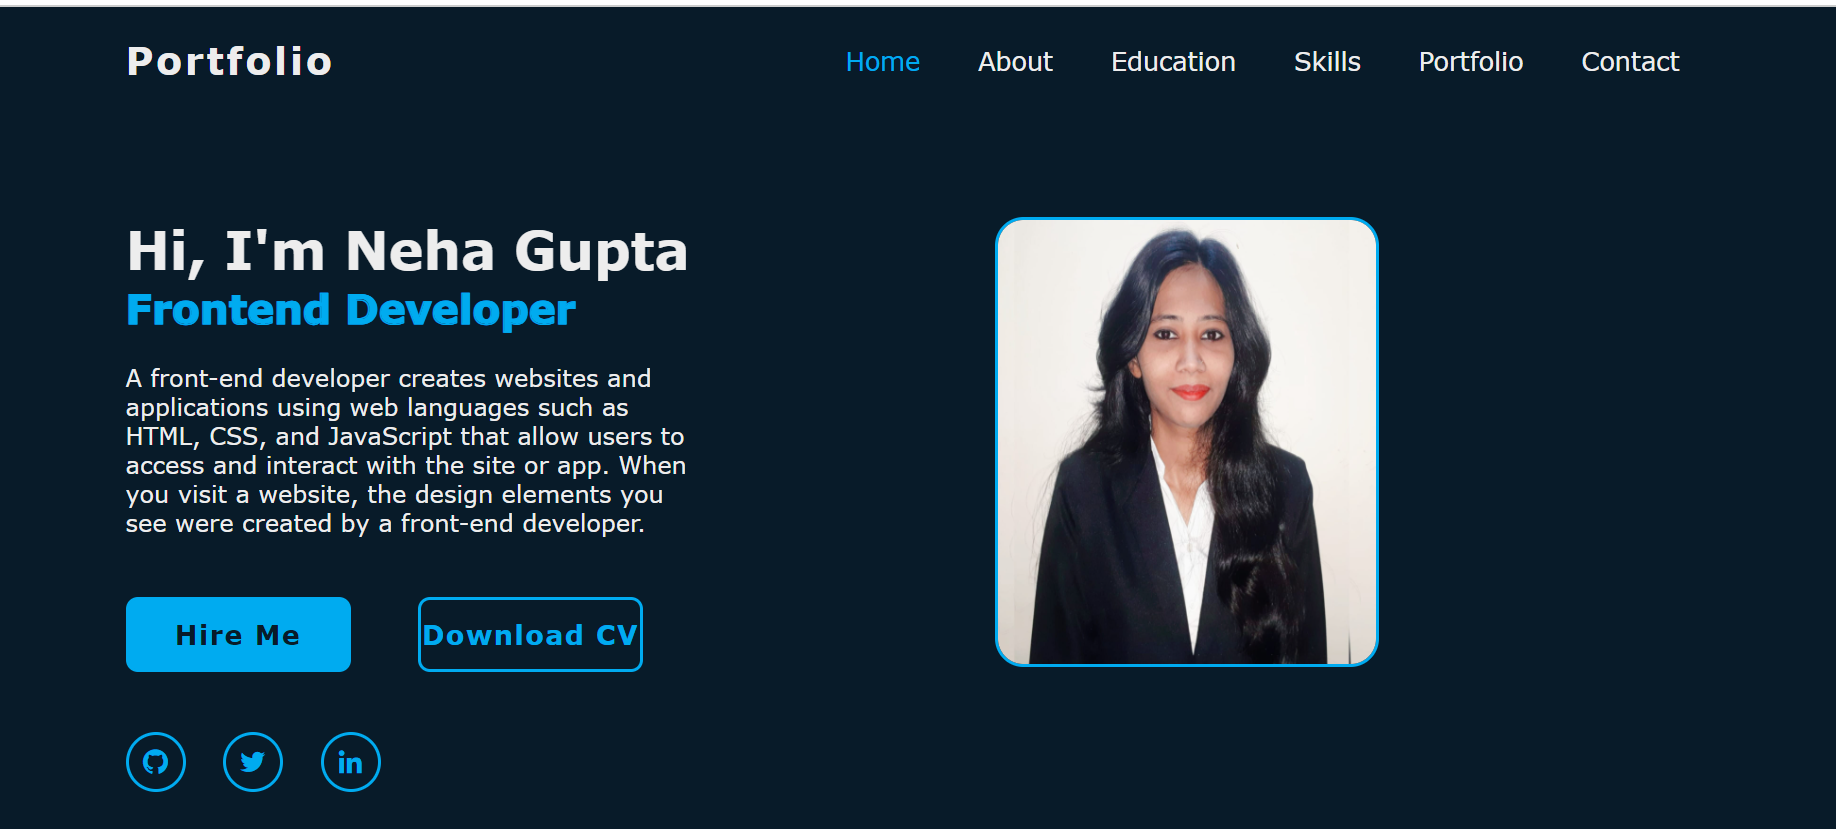 Portfolio
Home About Education Skills Portfolio Contact
Hi, I'm Neha Gupta
Frontend Developer
A front-end developer creates websites and
applications using web languages such as
HTML, CSS, and JavaScript that allow users to
access and interact with the site or app. When
you visit a website, the design elements you
see were created by a front-end developer.
Hire Me
Download CV
in